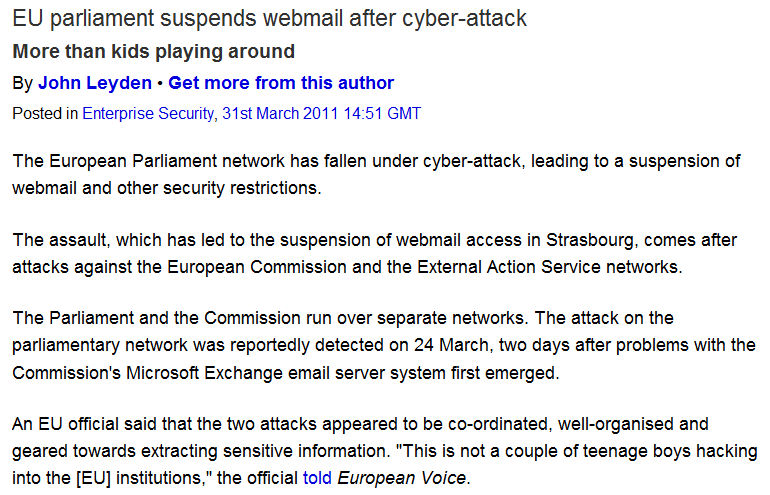 EU parliament suspends webmail after cyber-attack
More than kids playing around
By John Leyden • Get more from this author
Posted in Enterprise Security, 31st March 2011 14:51 GMT
The European Parliament network has fallen under cyber-attack, leading to a suspension of
webmail and other security restrictions.
The assault, which has led to the suspension of webmail access in Strasbourg, comes after
attacks against the European Commission and the External Action Service networks.
The Parliament and the Commission run over separate networks. The attack on the
parliamentary network was reportedly detected on 24 March, two days after problems with the
Commission's Microsoft Exchange email server system first emerged.
An EU official said that the two attacks appeared to be co-ordinated, well-organised and
geared towards extracting sensitive information. "This is not a couple of teenage boys hacking
into the [EU] institutions," the official told European Voice.